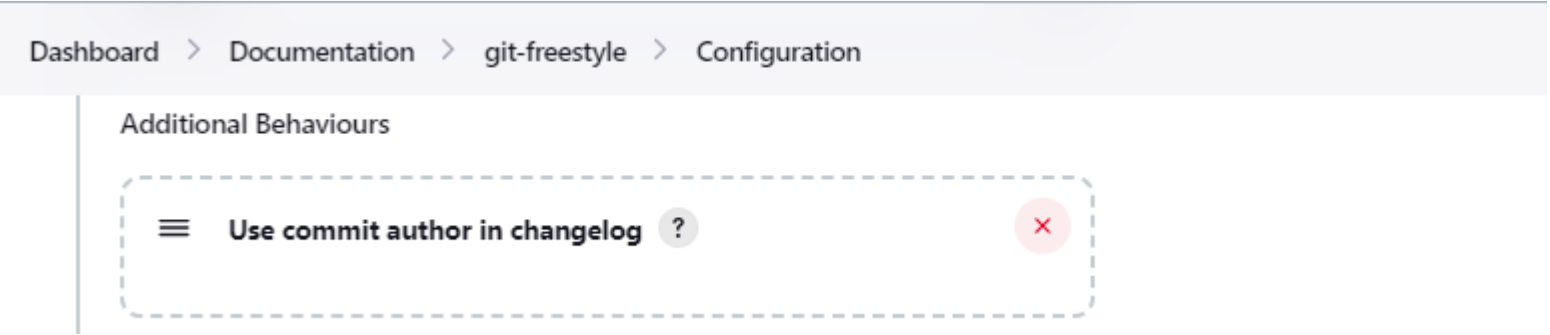 Dashboard > Documentation > git-freestyle > Configuration
Additional Behaviours
Use commit author in changelog ?